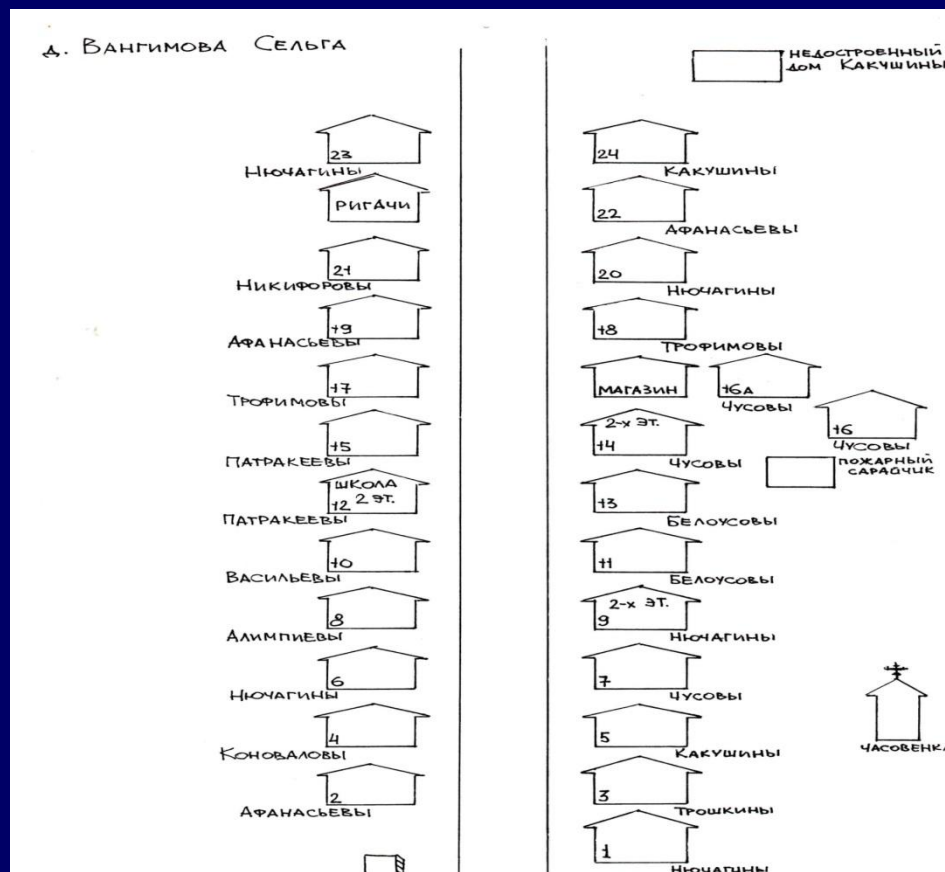 д. Вангимова Сельга
недостроенный
дом Какушины
23
Нючагины
Ригачи
21
Никифоровы
19
Афанасьевы
17
Трофимовы
15
Патракеевы
школа
2 эт.
12
Патракеевы
10
Васильевы
8
Алимпиевы
6
Нючагины
4
Коноваловы
2
Афанасьевы
24
Какушины
22
Афанасьевы
20
Нючагины
18
Трофимовы
магазин
16а
Чусовы
16
Чусовы
2-х эт.
14
Чусовы
пожарный
сарайчик
13
Белоусовы
11
Белоусовы
2-х эт.
9
Нючагины
7
Чусовы
5
Какушины
часовенка
3
Трошкины
1
Нючагины